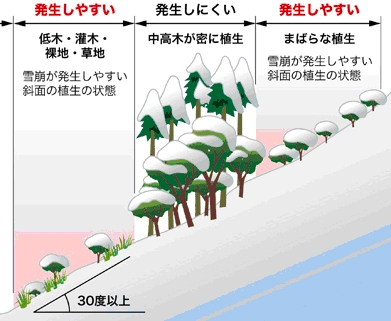 発生しやすい
発生しにくい
発生しやすい
低木・灌木・
裸地・草地
中高木が密に植生
まばらな植生
雪崩が発生しやすい
斜面の植生の状態
雪崩が発生しやすい
斜面の植生の状態
30度以上